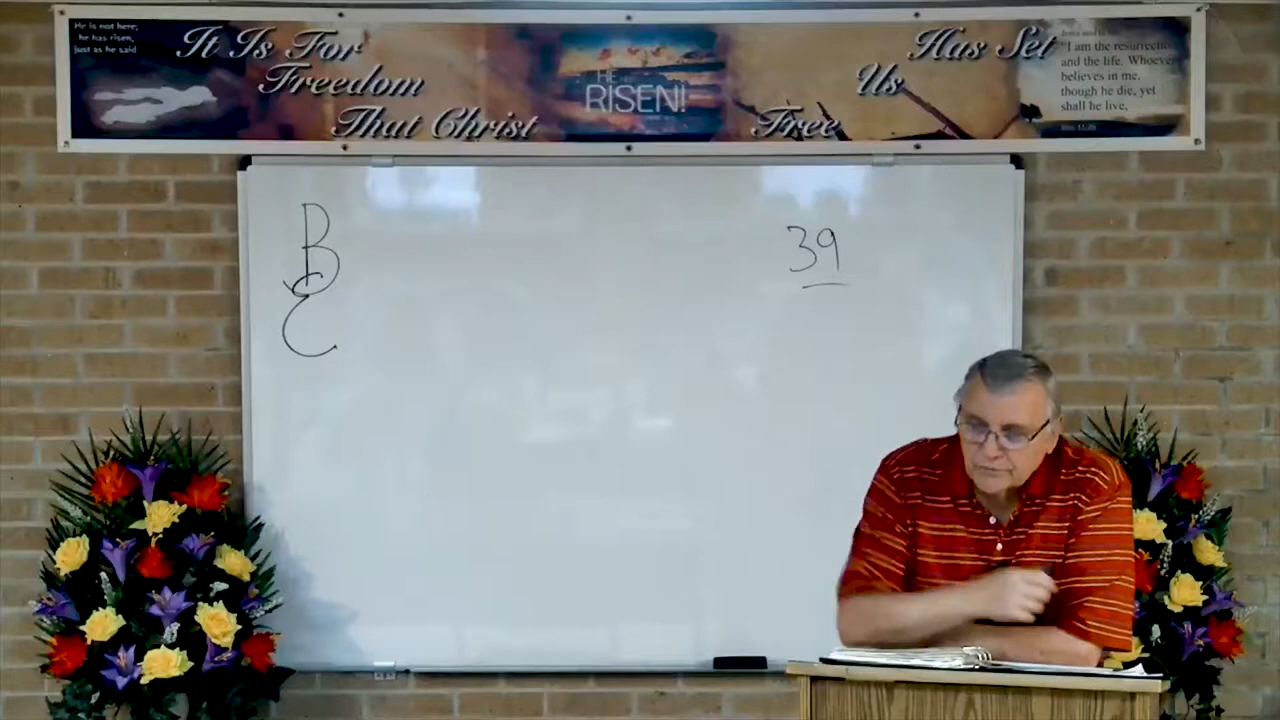 He is not here;
he has risen,
just as he said
It Is For
Freedom
That Christ
HE
RISEN!
Has Set
Us
Free
"I am the resurrection
and the life. Whoever
believes in me,
though he die, yet
shall he live,
B
C
39